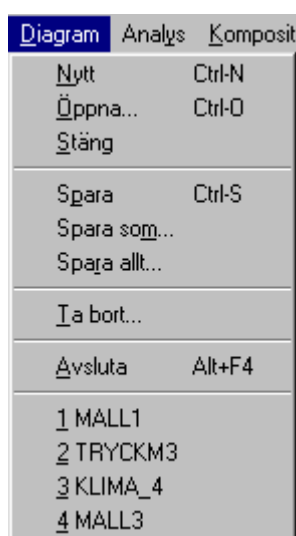 Diagram Analys Komposit
Nytt Ctrl-N
Öppna... Ctrl-O
Stäng
Spara Ctrl-S
Spara som...
Spara allt...
Ta bort...
Avsluta Alt+F4
1 MALL1
2 TRYCKM3
3 KLIMA_4
4 MALL3